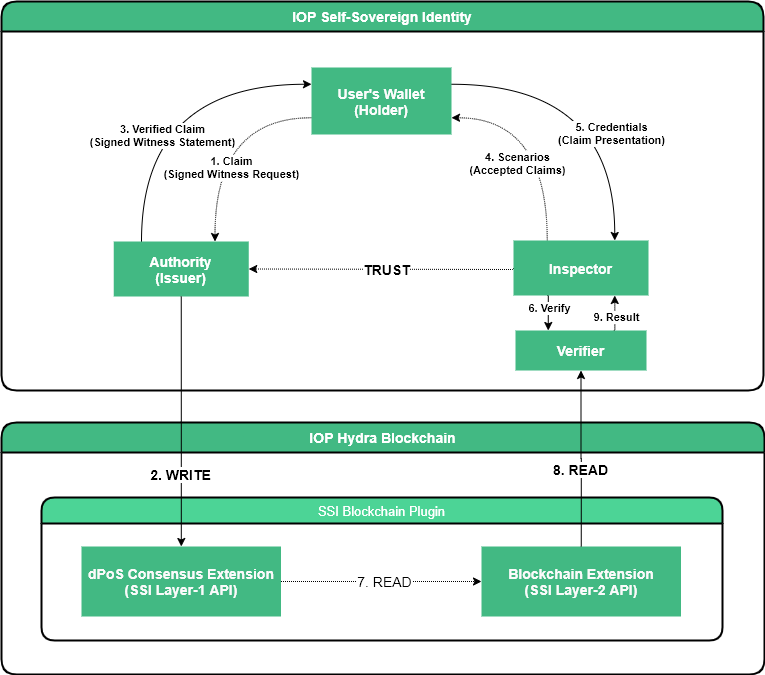 IOP Self-Sovereign Identity
User's Wallet
(Holder)
3. Verified Claim
(Signed Witness Statement)
5. Credentials
(Claim Presentation)
1. Claim
(Signed Witness Request)
4. Scenarios
(Accepted Claims)
Authority
(Issuer)
TRUST
Inspector
6. Verify
9. Result
Verifier
IOP Hydra Blockchain
2. WRITE
8. READ
SSI Blockchain Plugin
dPoS Consensus Extension
(SSI Layer-1 API)
7. READ
Blockchain Extension
(SSI Layer-2 API)